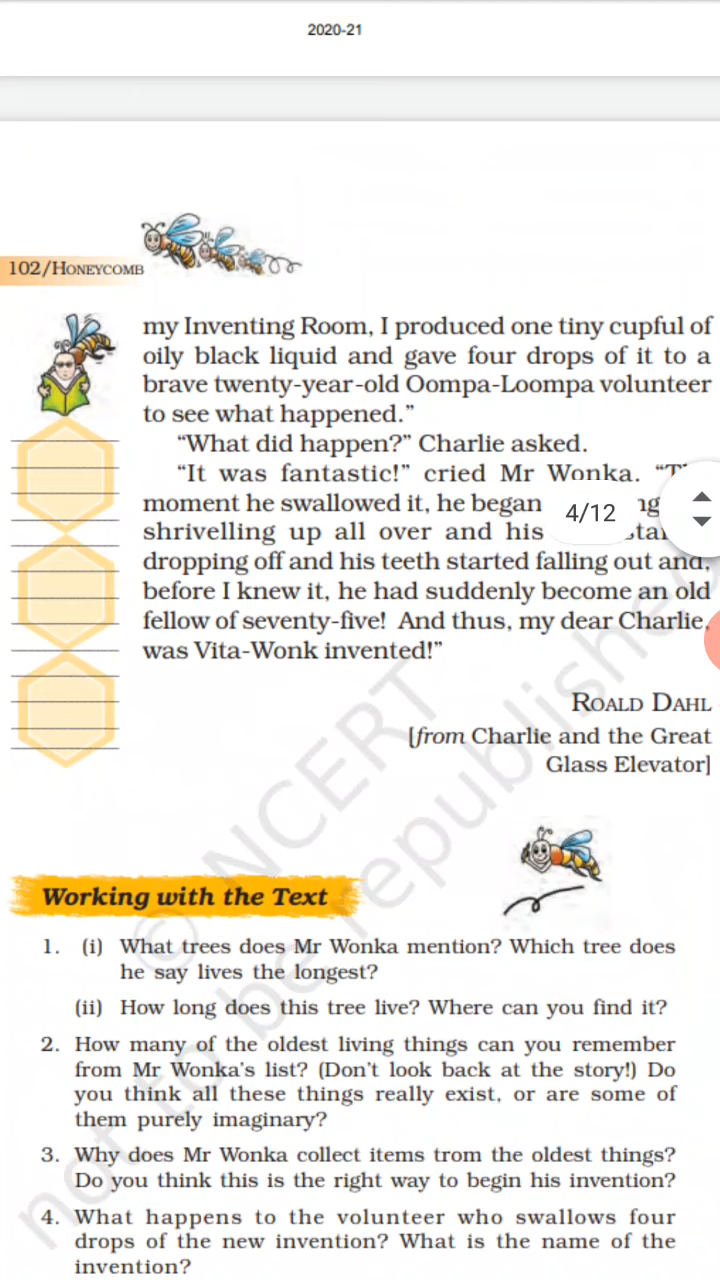 2020-21
102/HONEYCOMB
my Inventing Room, I produced one tiny cupful of
oily black liquid and gave four drops of it to a
brave twenty-year-old Oompa-Loompa volunteer
to see what happened.”
“What did happen?” Charlie asked.
“It was fantastic!” cried Mr Wonka.
moment he swallowed it, he began
4/12
shrivelling up all over and his
dropping off and his teeth started falling out and,
before I knew it, he had suddenly become an old
fellow of seventy-five! And thus, my dear Charlie,
was Vita-Wonk invented!”
ROALD DAHL
[from Charlie and the Great
Glass Elevator]
Working with the Text
1. (i) What trees does Mr Wonka mention? Which tree does
he say lives the longest?
(ii) How long does this tree live? Where can you find it?
2. How many of the oldest living things can you remember
from Mr Wonka's list? (Don't look back at the story!) Do
you think all these things really exist, or are some of
them purely imaginary?
3. Why does Mr Wonka collect items trom the oldest things?
Do you think this is the right way to begin his invention?
4. What happens to the volunteer who swallows four
drops of the new invention? What is the name of the
invention?
© NCERT
not to be republished